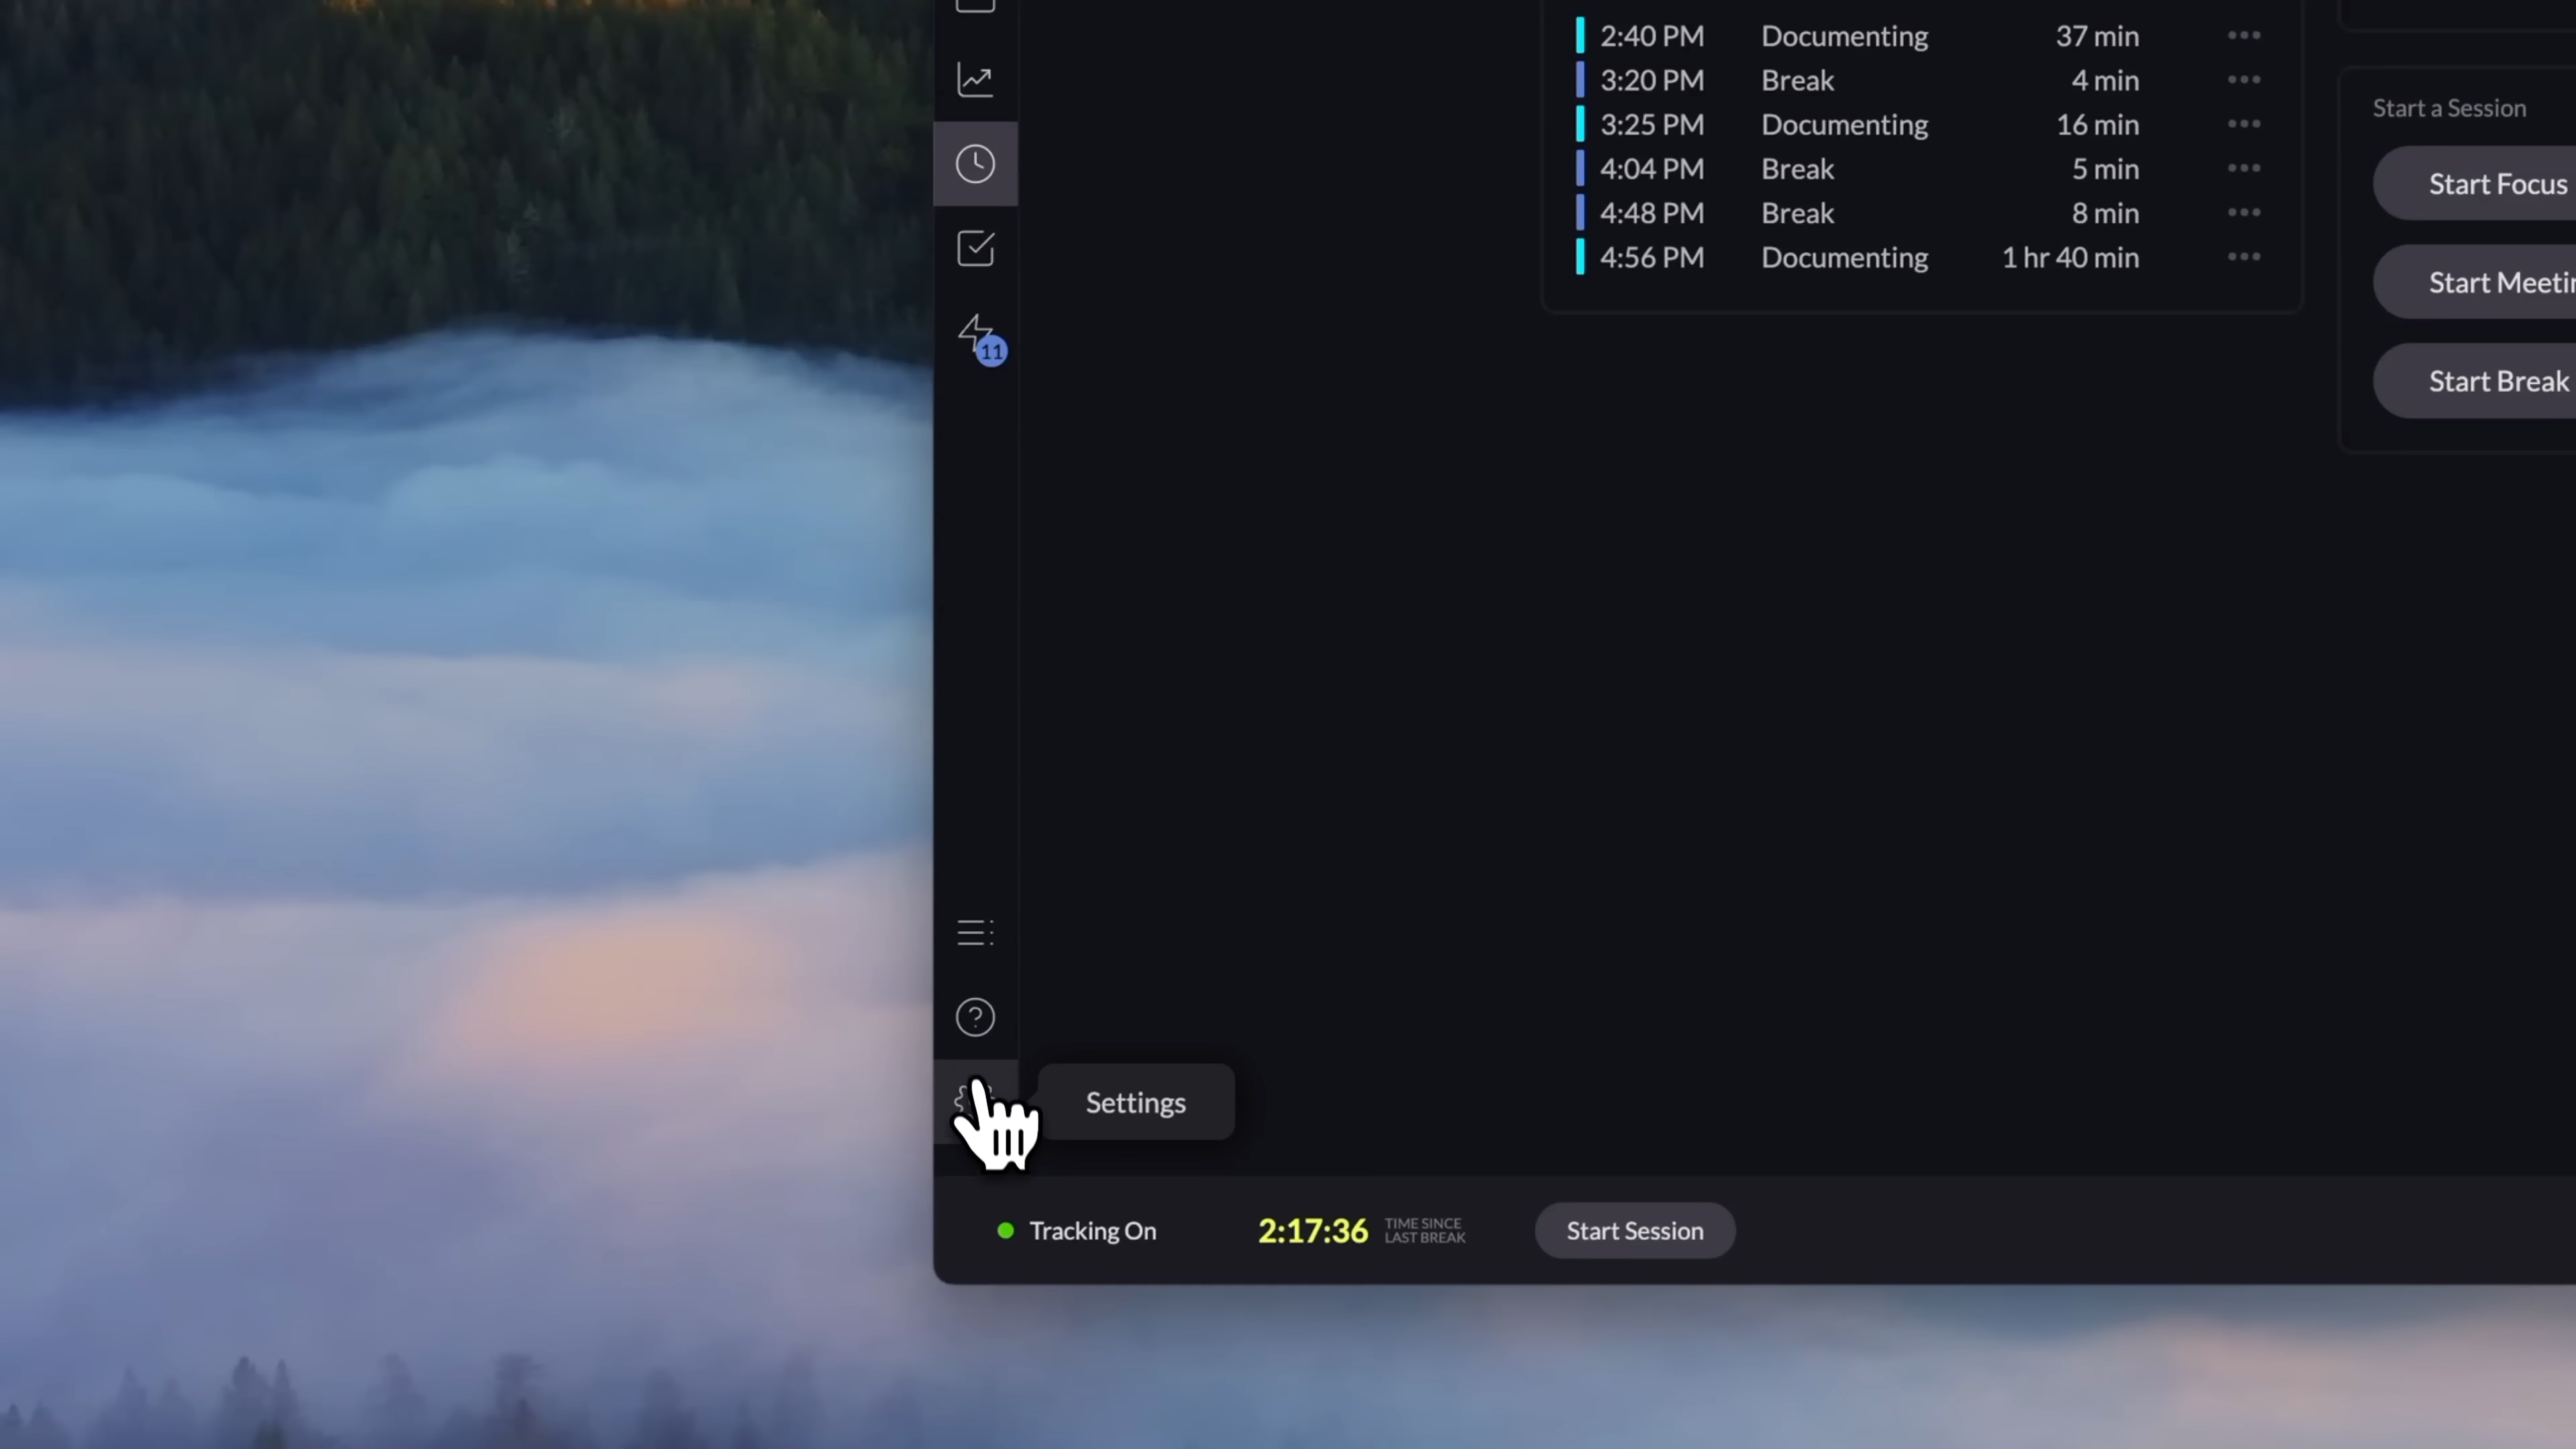 2:40 PM Documenting 37 min
3:20 PM Break 4 min
3:25 PM Documenting 16 min
4:04 PM Break 5 min
4:48 PM Break 8 min
4:56 PM Documenting 1 hr 40 min
Start a Session
Start Focus
Start Meetin
Start Break
11
Settings
Tracking On
2:17:36
TIME SINCE
LAST BREAK
Start Session